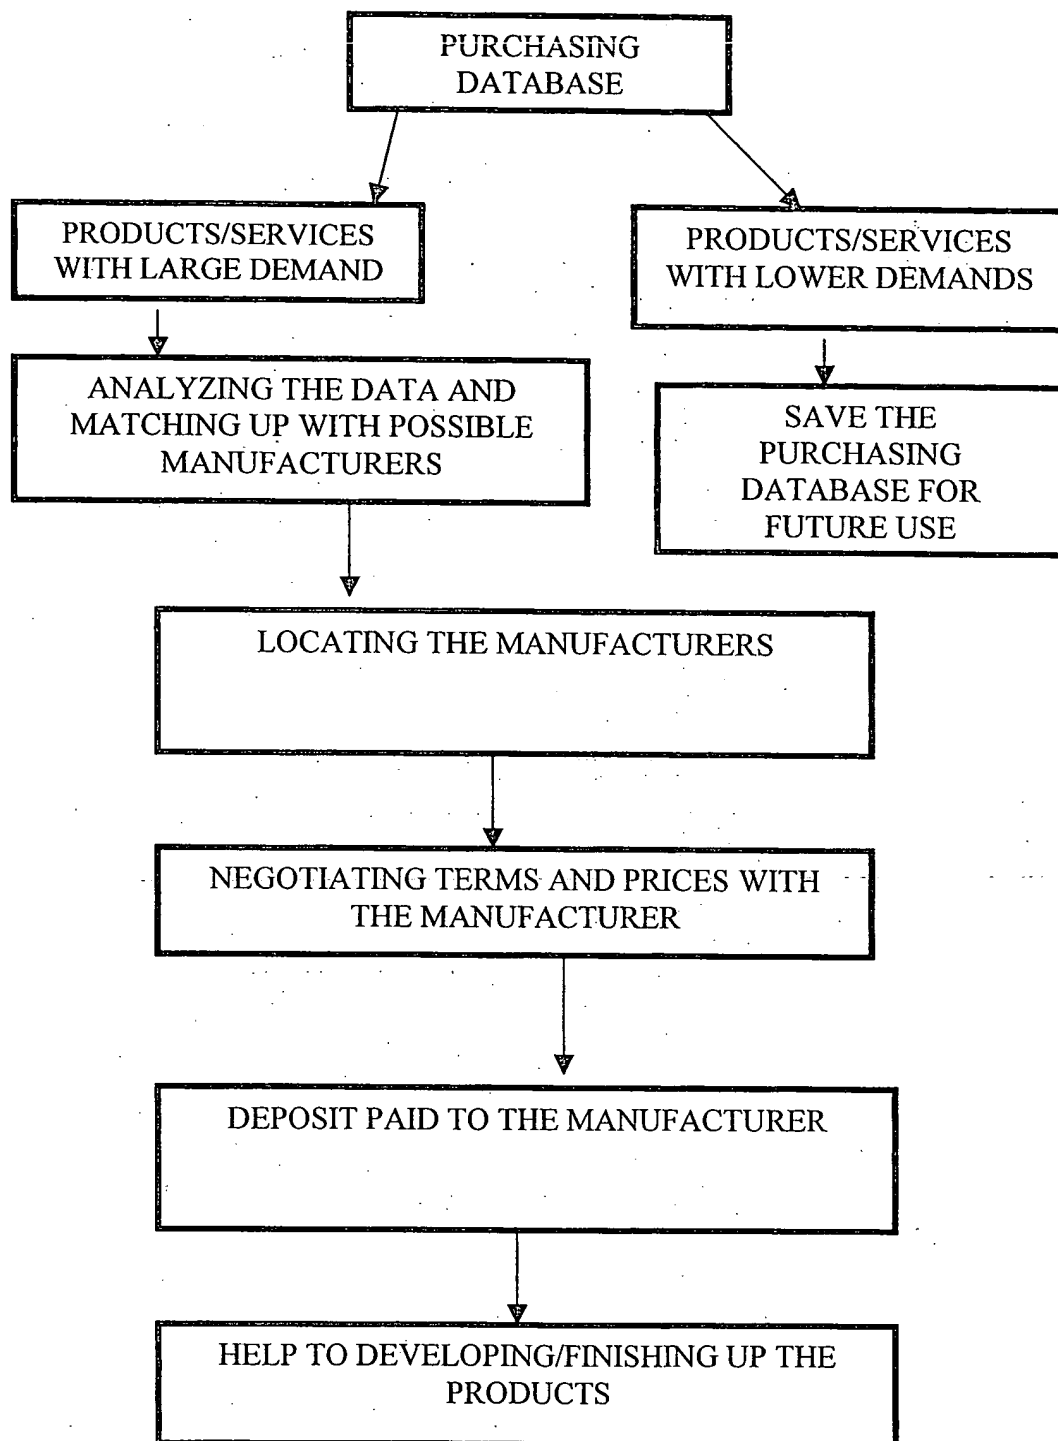 PURCHASING
DATABASE
PRODUCTS/SERVICES
WITH LARGE DEMAND
PRODUCTS/SERVICES
WITH LOWER DEMANDS
ANALYZING THE DATA AND
MATCHING UP WITH POSSIBLE
MANUFACTURERS
SAVE THE
PURCHASING
DATABASE FOR
FUTURE USE
LOCATING THE MANUFACTURERS
NEGOTIATING TERMS AND PRICES WITH
THE MANUFACTURER
DEPOSIT PAID TO THE MANUFACTURER
HELP TO DEVELOPING/FINISHING UP THE
PRODUCTS